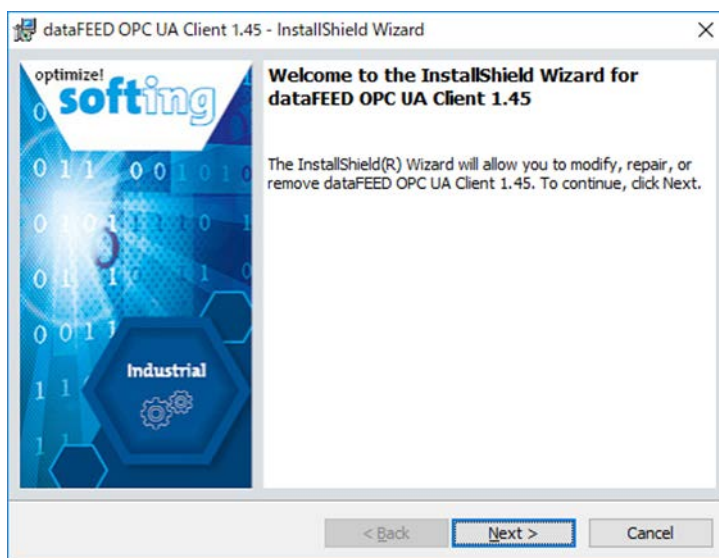 dataFEED OPC UA Client 1.45 - InstallShield Wizard
optimize!
softing
Welcome to the InstallShield Wizard for
dataFEED OPC UA Client 1.45
The InstallShield(R) Wizard will allow you to modify, repair, or
remove dataFEED OPC UA Client 1.45. To continue, click Next.
Industrial
< Back
Next >
Cancel